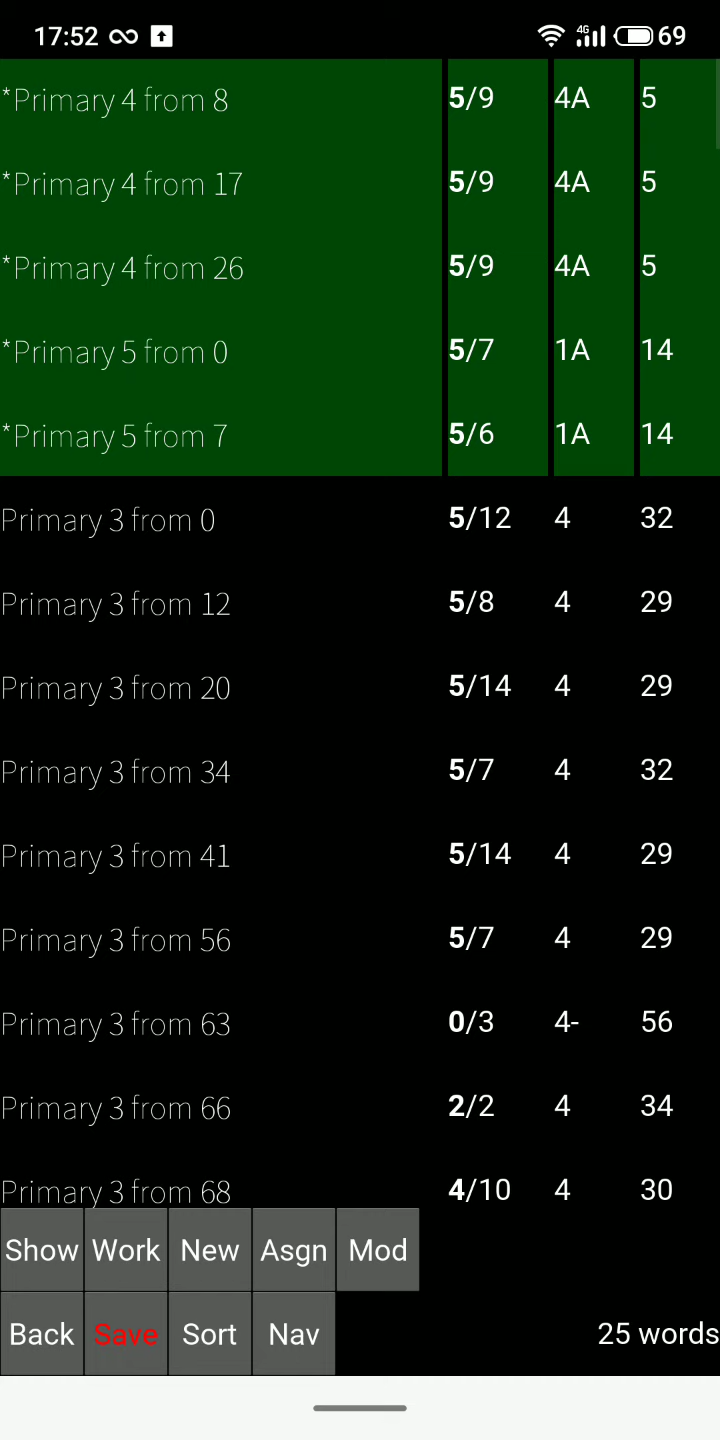 17:52 4G 69
*Primary 4 from 8 5/9 4A 5
*Primary 4 from 17 5/9 4A 5
*Primary 4 from 26 5/9 4A 5
*Primary 5 from 0 5/7 1A 14
*Primary 5 from 7 5/6 1A 14
Primary 3 from 0 5/12 4 32
Primary 3 from 12 5/8 4 29
Primary 3 from 20 5/14 4 29
Primary 3 from 34 5/7 4 32
Primary 3 from 41 5/14 4 29
Primary 3 from 56 5/7 4 29
Primary 3 from 63 0/3 4- 56
Primary 3 from 66 2/2 4 34
Primary 3 from 68 4/10 4 30
Show Work New Asgn Mod
Back Save Sort Nav 25 words